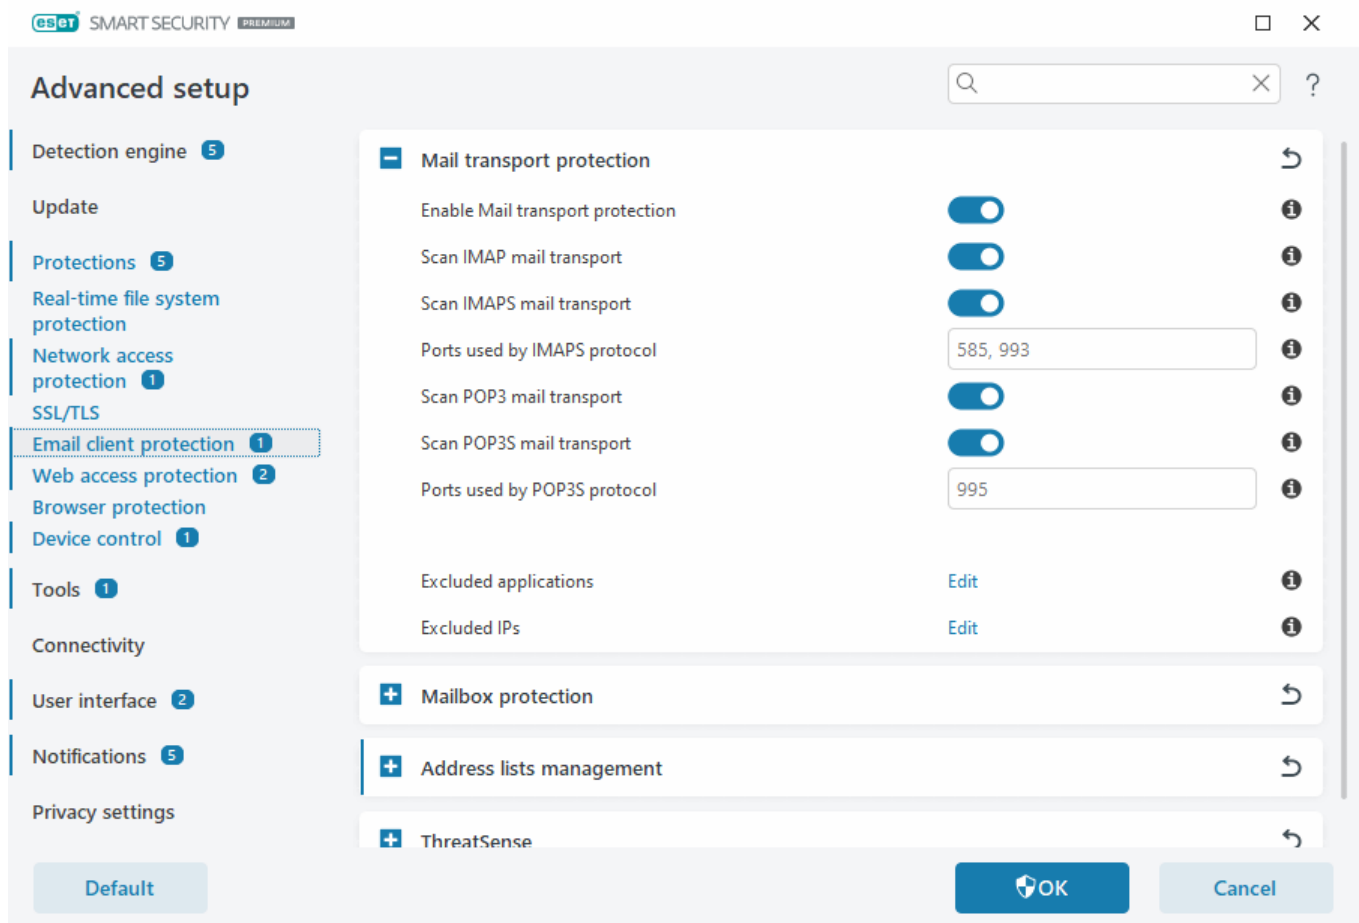 eset SMART SECURITY PREMIUM
Advanced setup
?
Detection engine 5
Update
Protections 5
Real-time file system
protection
Network access
protection 1
SSL/TLS
Email client protection 1
Web access protection 2
Browser protection
Device control 1
Tools 1
Connectivity
User interface 2
Notifications 5
Privacy settings
Mail transport protection
Enable Mail transport protection
Scan IMAP mail transport
Scan IMAPS mail transport
Ports used by IMAPS protocol 585, 993
Scan POP3 mail transport
Scan POP3S mail transport
Ports used by POP3S protocol 995
Excluded applications Edit
Excluded IPs Edit
Mailbox protection
Address lists management
ThreatSense
Default
OK
Cancel